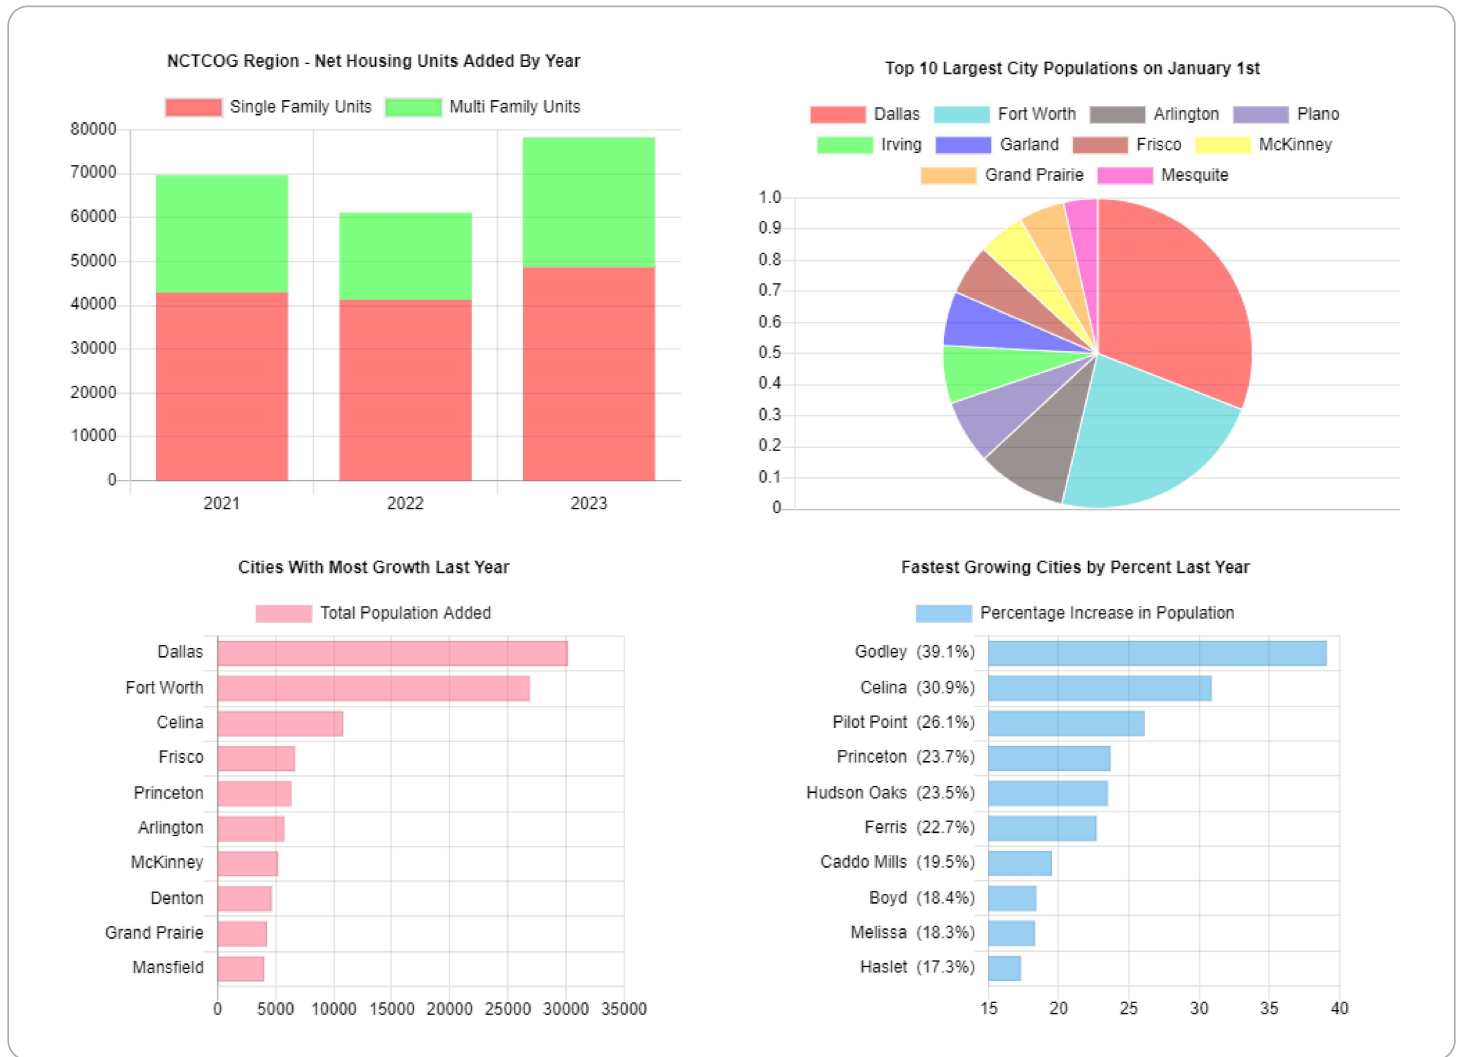 NCTCOG Region - Net Housing Units Added By Year
Single Family Units Multi Family Units
80000
70000
60000
50000
40000
30000
20000
10000
0
2021 2022 2023
Top 10 Largest City Populations on January 1st
Dallas Fort Worth Arlington Plano
Irving Garland Frisco McKinney
Grand Prairie Mesquite
1.0
0.9
0.8
0.7
0.6
0.5
0.4
0.3
0.2
0.1
0
Cities With Most Growth Last Year
Total Population Added
Dallas
Fort Worth
Celina
Frisco
Princeton
Arlington
McKinney
Denton
Grand Prairie
Mansfield
0 5000 10000 15000 20000 25000 30000 35000
Fastest Growing Cities by Percent Last Year
Percentage Increase in Population
Godley (39.1%)
Celina (30.9%)
Pilot Point (26.1%)
Princeton (23.7%)
Hudson Oaks (23.5%)
Ferris (22.7%)
Caddo Mills (19.5%)
Boyd (18.4%)
Melissa (18.3%)
Haslet (17.3%)
15 20 25 30 35 40